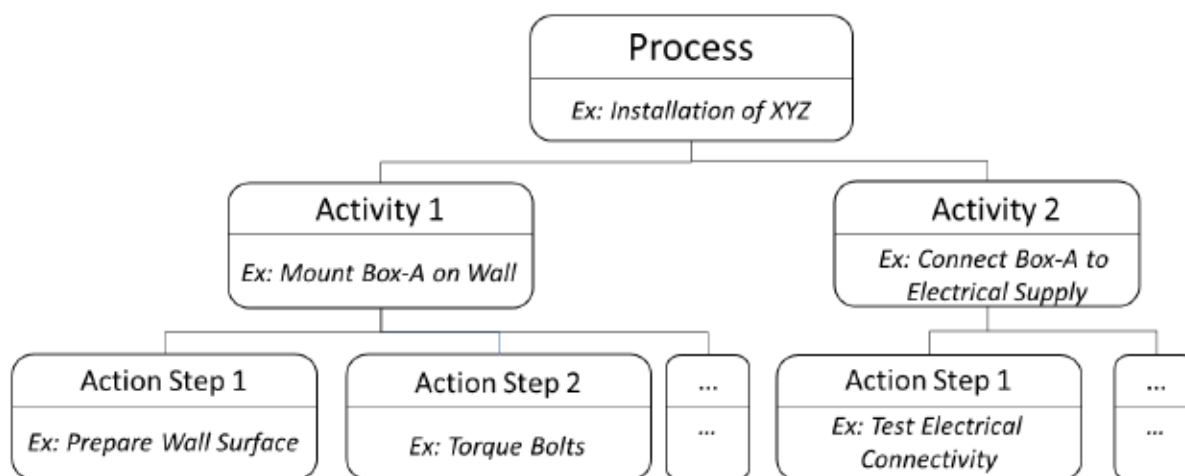 Process
Ex: Installation of XYZ
Activity 1
Ex: Mount Box-A on Wall
Activity 2
Ex: Connect Box-A to
Electrical Supply
Action Step 1
Ex: Prepare Wall Surface
Action Step 2
Ex: Torque Bolts
...
...
Action Step 1
Ex: Test Electrical
Connectivity
...
...